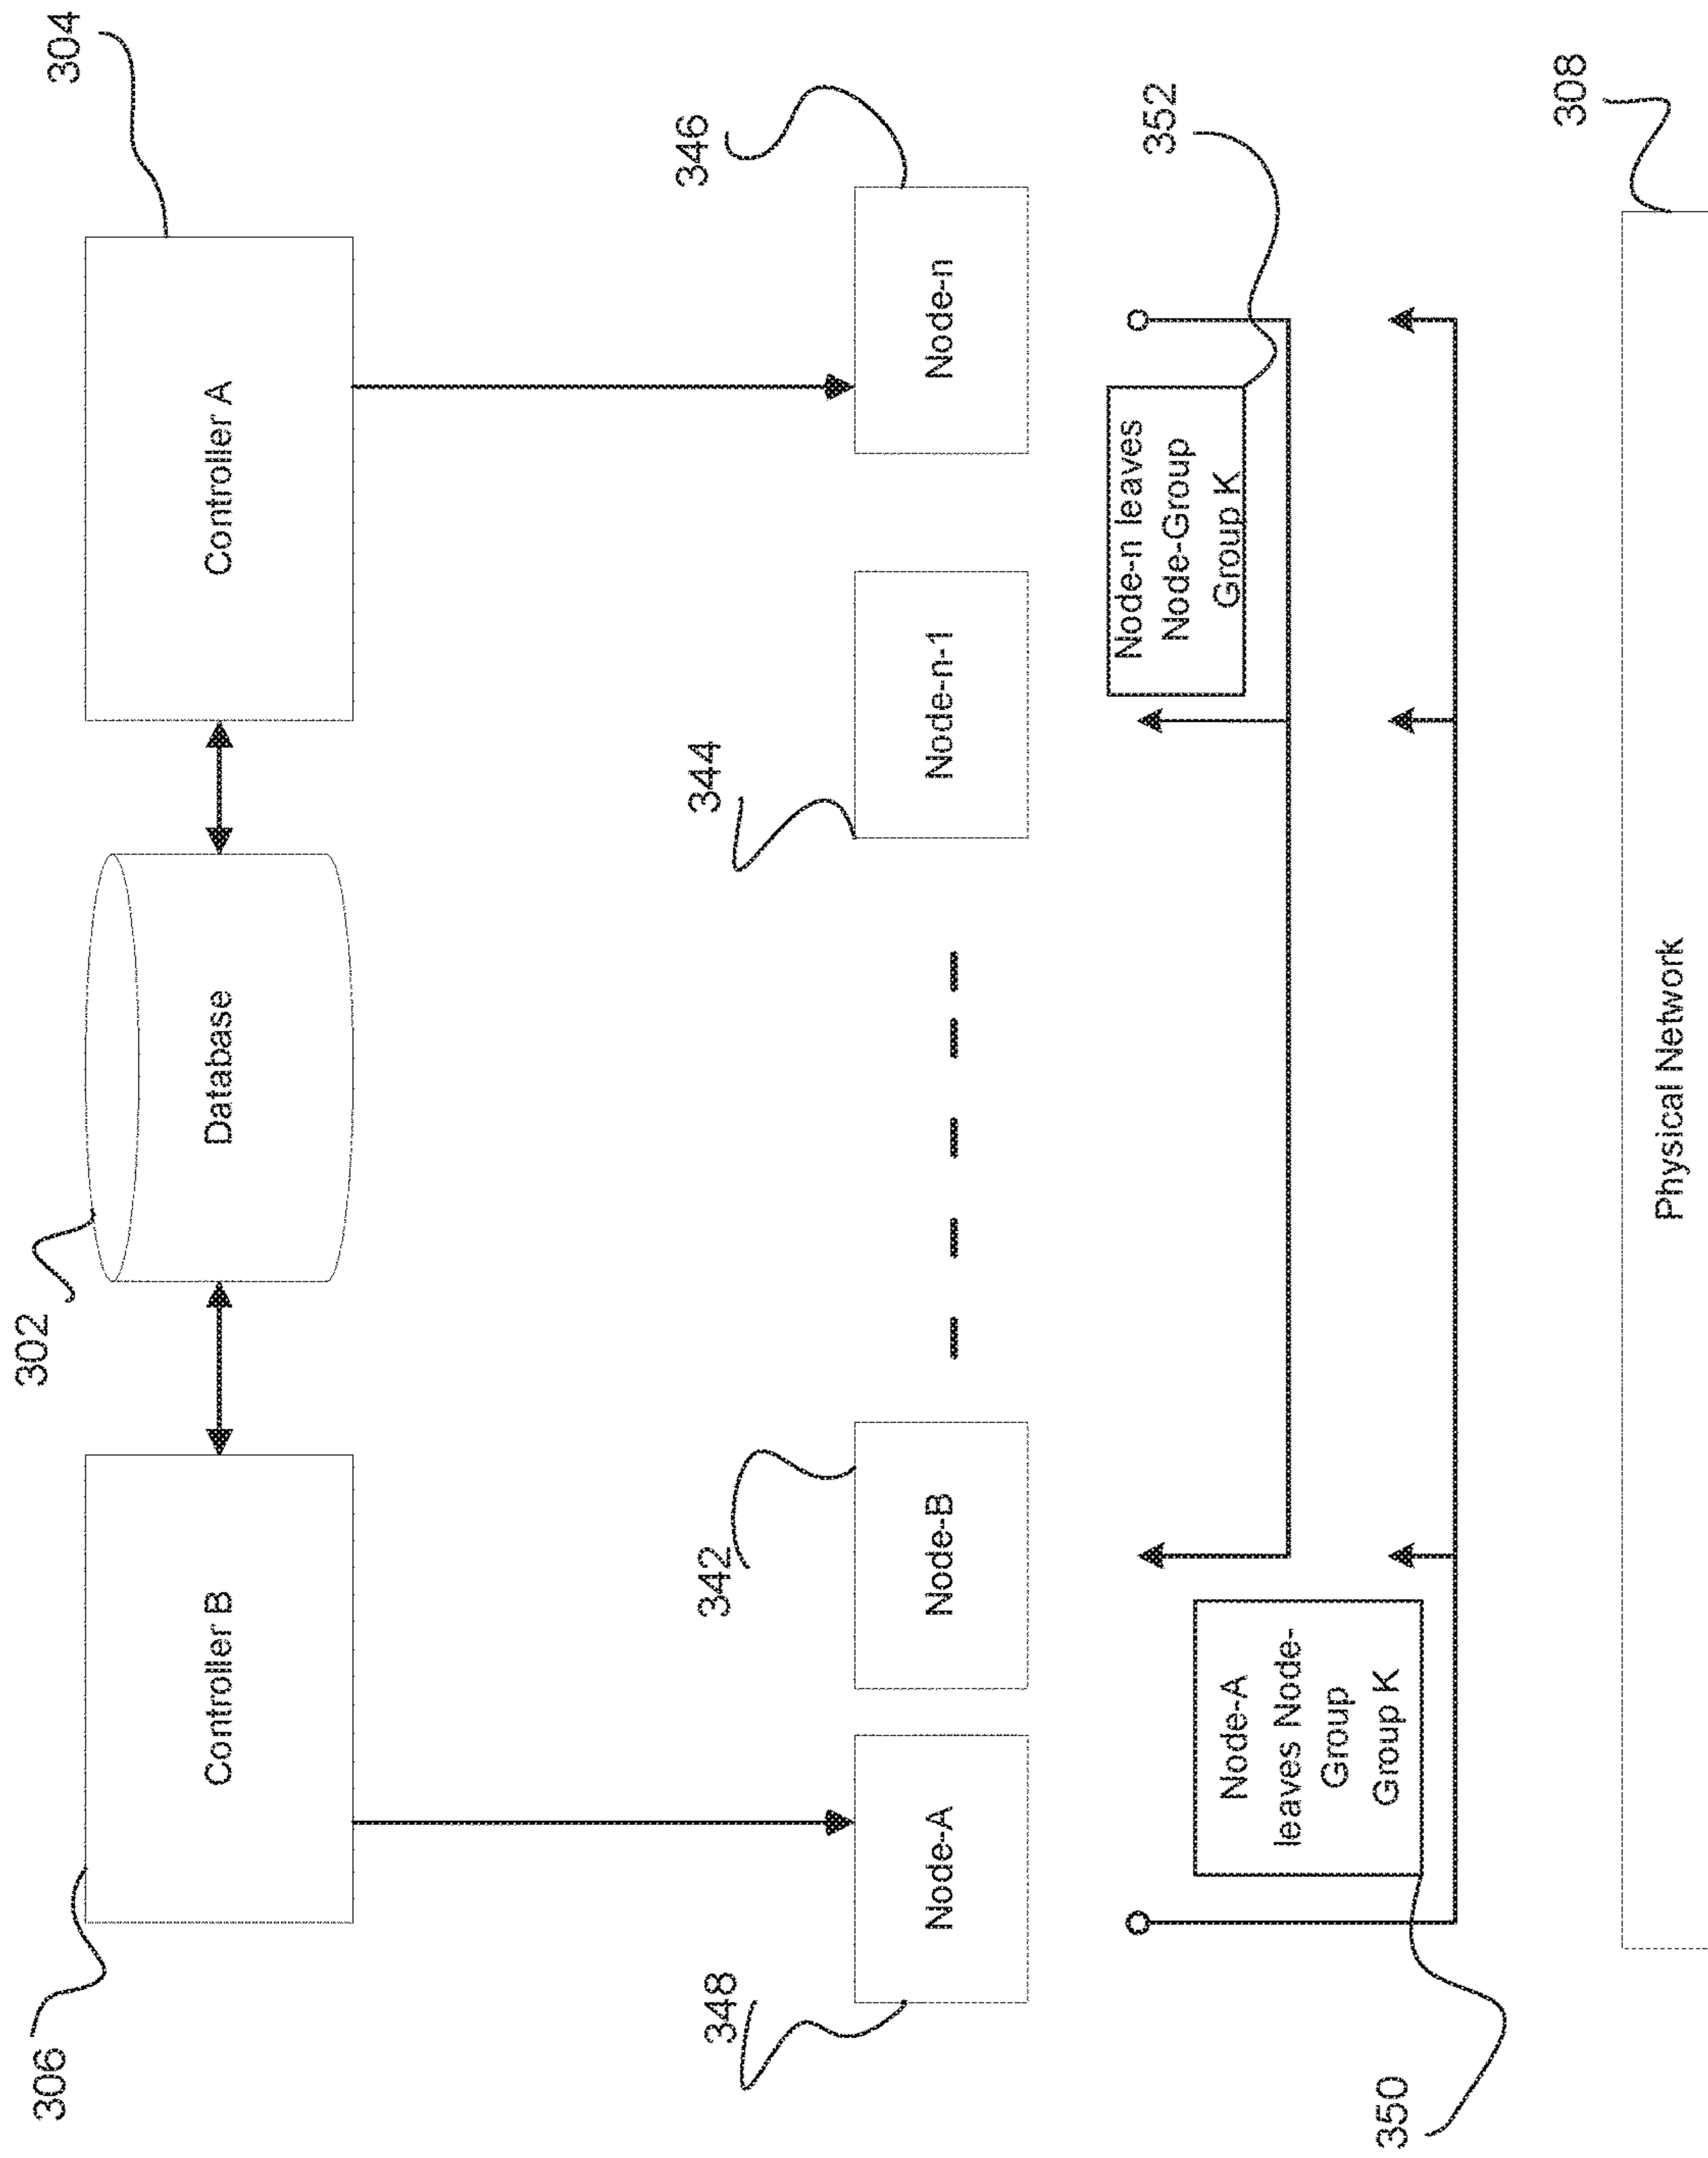 302
304
306
Controller B
Database
Controller A
348
342
344
346
Node-A
Node-B
Node-n-1
Node-n
Node-n leaves
Node-Group
Group K
352
Node-A
leaves Node-
Group
Group K
350
308
Physical Network